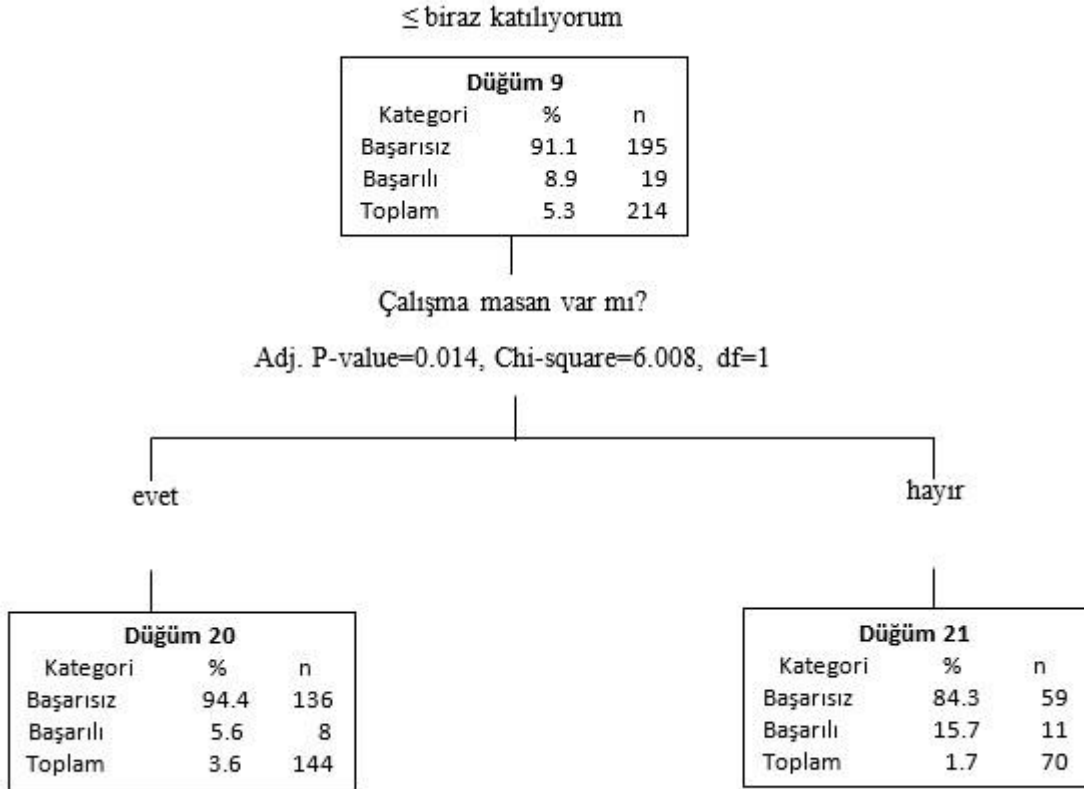 ≤ biraz katılıyorum
Düğüm 9
Kategori % n
Başarısız 91.1 195
Başarılı 8.9 19
Toplam 5.3 214
Çalışma masan var mı?
Adj. P-value=0.014, Chi-square=6.008, df=1
evet
hayır
Düğüm 20
Kategori % n
Başarısız 94.4 136
Başarılı 5.6 8
Toplam 3.6 144
Düğüm 21
Kategori % n
Başarısız 84.3 59
Başarılı 15.7 11
Toplam 1.7 70